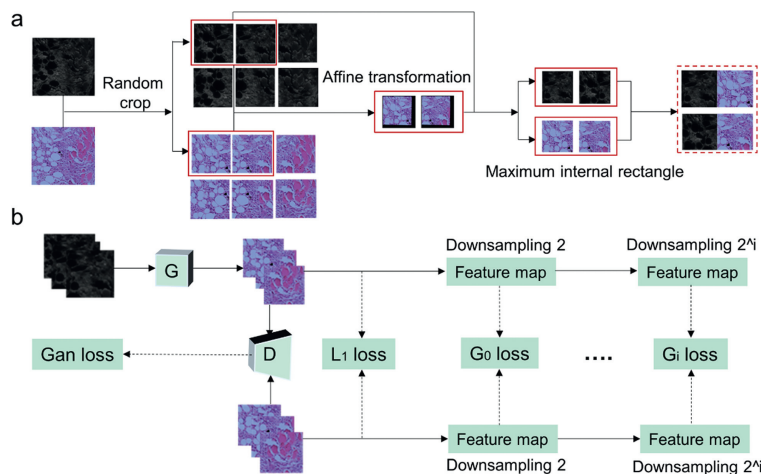 a
Random
crop
Affine transformation
Maximum internal rectangle
b
G
Downsampling 2
Feature map
Downsampling 2^i
Feature map
Gan loss
D
L1 loss
G0 loss
....
Gi loss
Feature map
Downsampling 2
Feature map
Downsampling 2^i